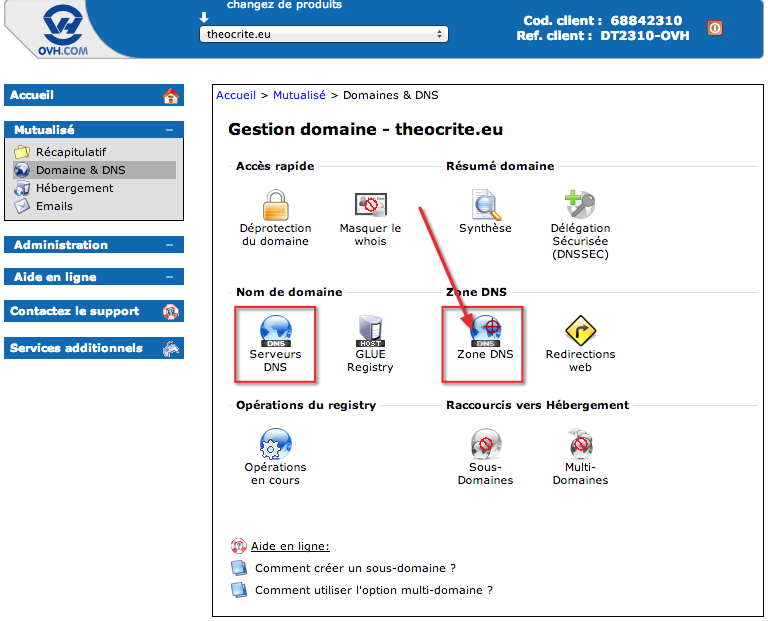 changez de produits
theocrite.eu
Cod. client : 68842310
Ref. client : DT2310-OVH
OVH.COM
Accueil
Mutualisé
Récapitulatif
Domaine & DNS
Hébergement
Emails
Administration
Aide en ligne
Contactez le support
Services additionnels
Accueil > Mutualisé > Domaines & DNS
Gestion domaine - theocrite.eu
Accès rapide
Déprotection
du domaine
Masquer le
whois
Résumé domaine
Synthèse
Délégation
Sécurisée
(DNSSEC)
Nom de domaine
DNS
Serveurs
DNS
HOST
GLUE
Registry
Zone DNS
DNS
Zone DNS
Redirections
web
Opérations du registry
Opérations
en cours
Raccourcis vers Hébergement
Sous-
Domaines
Multi-
Domaines
Aide en ligne:
Comment créer un sous-domaine ?
Comment utiliser l'option multi-domaine ?